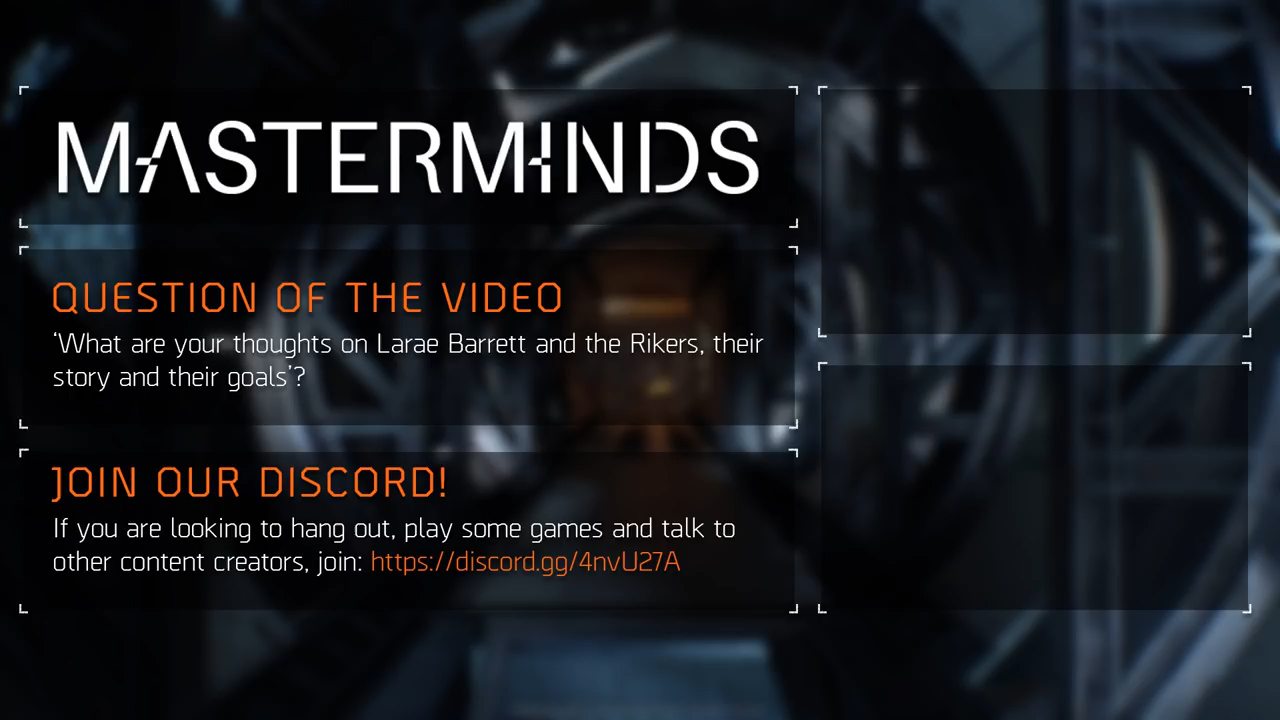 MASTERMINDS
QUESTION OF THE VIDEO
‘What are your thoughts on Larae Barrett and the Rikers, their
story and their goals’?
JOIN OUR DISCORD!
If you are looking to hang out, play some games and talk to
other content creators, join: https://discord.gg/4nvU27A